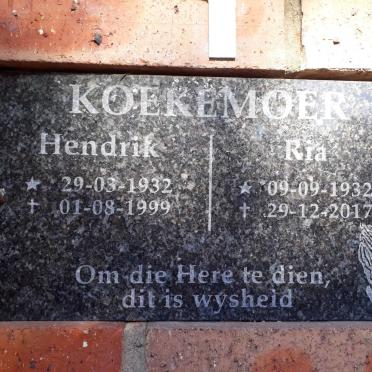 KOEKEMOER
Hendrik Ria
★ 29-03-1932 ★ 09-09-1932
✝ 01-08-1999 ✝ 29-12-2017
Om die Here te dien,
dit is wysheid